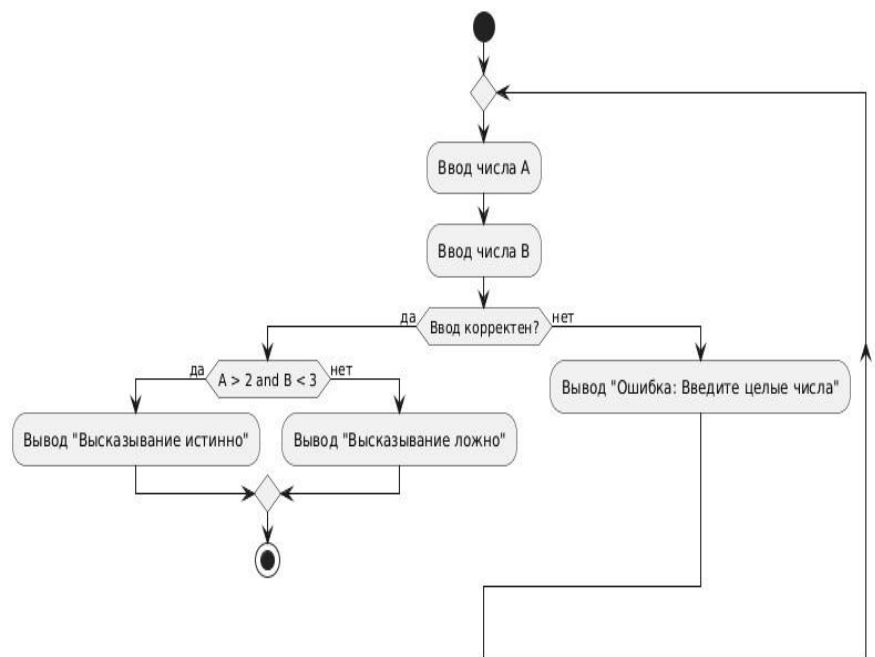 Ввод числа A
Ввод числа B
да
Ввод корректен?
нет
да
A > 2 and B < 3
нет
Вывод "Ошибка: Введите целые числа"
Вывод "Высказывание истинно"
Вывод "Высказывание ложно"